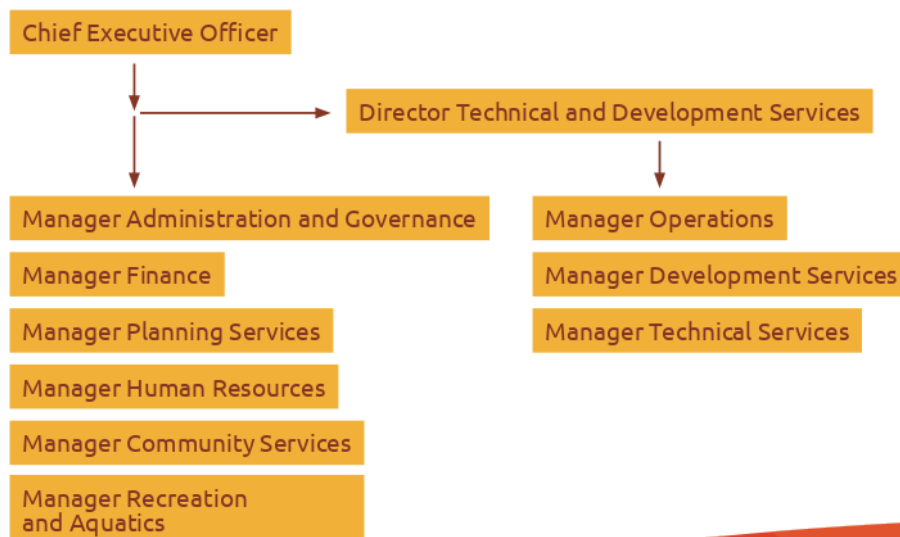 Chief Executive Officer
Director Technical and Development Services
Manager Administration and Governance
Manager Finance
Manager Planning Services
Manager Human Resources
Manager Community Services
Manager Recreation
and Aquatics
Manager Operations
Manager Development Services
Manager Technical Services